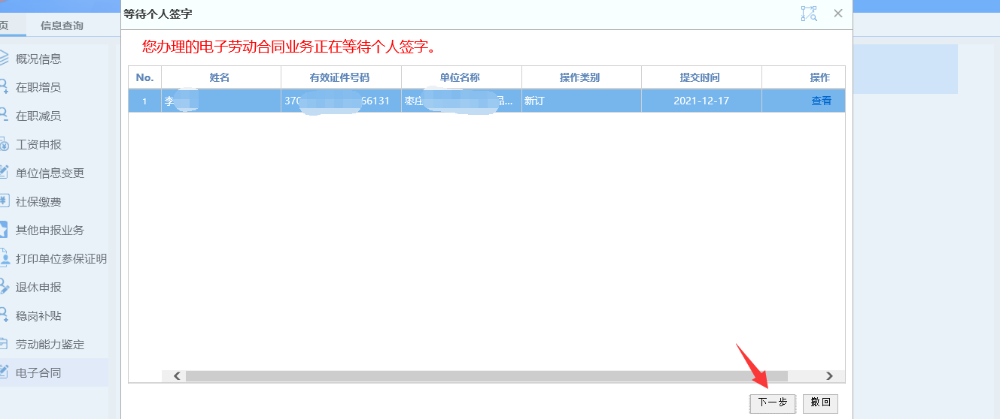 等待个人签字
页 信息查询
您办理的电子劳动合同业务正在等待个人签字。
概况信息
在职增员
在职减员
工资申报
单位信息变更
社保缴费
其他申报业务
打印单位参保证明
退休申报
稳岗补贴
劳动能力鉴定
电子合同
No. 姓名 有效证件号码 单位名称 操作类别 提交时间 操作
1 李 370 66131 枣庄 品... 新订 2021-12-17 查看
下一步 撤回